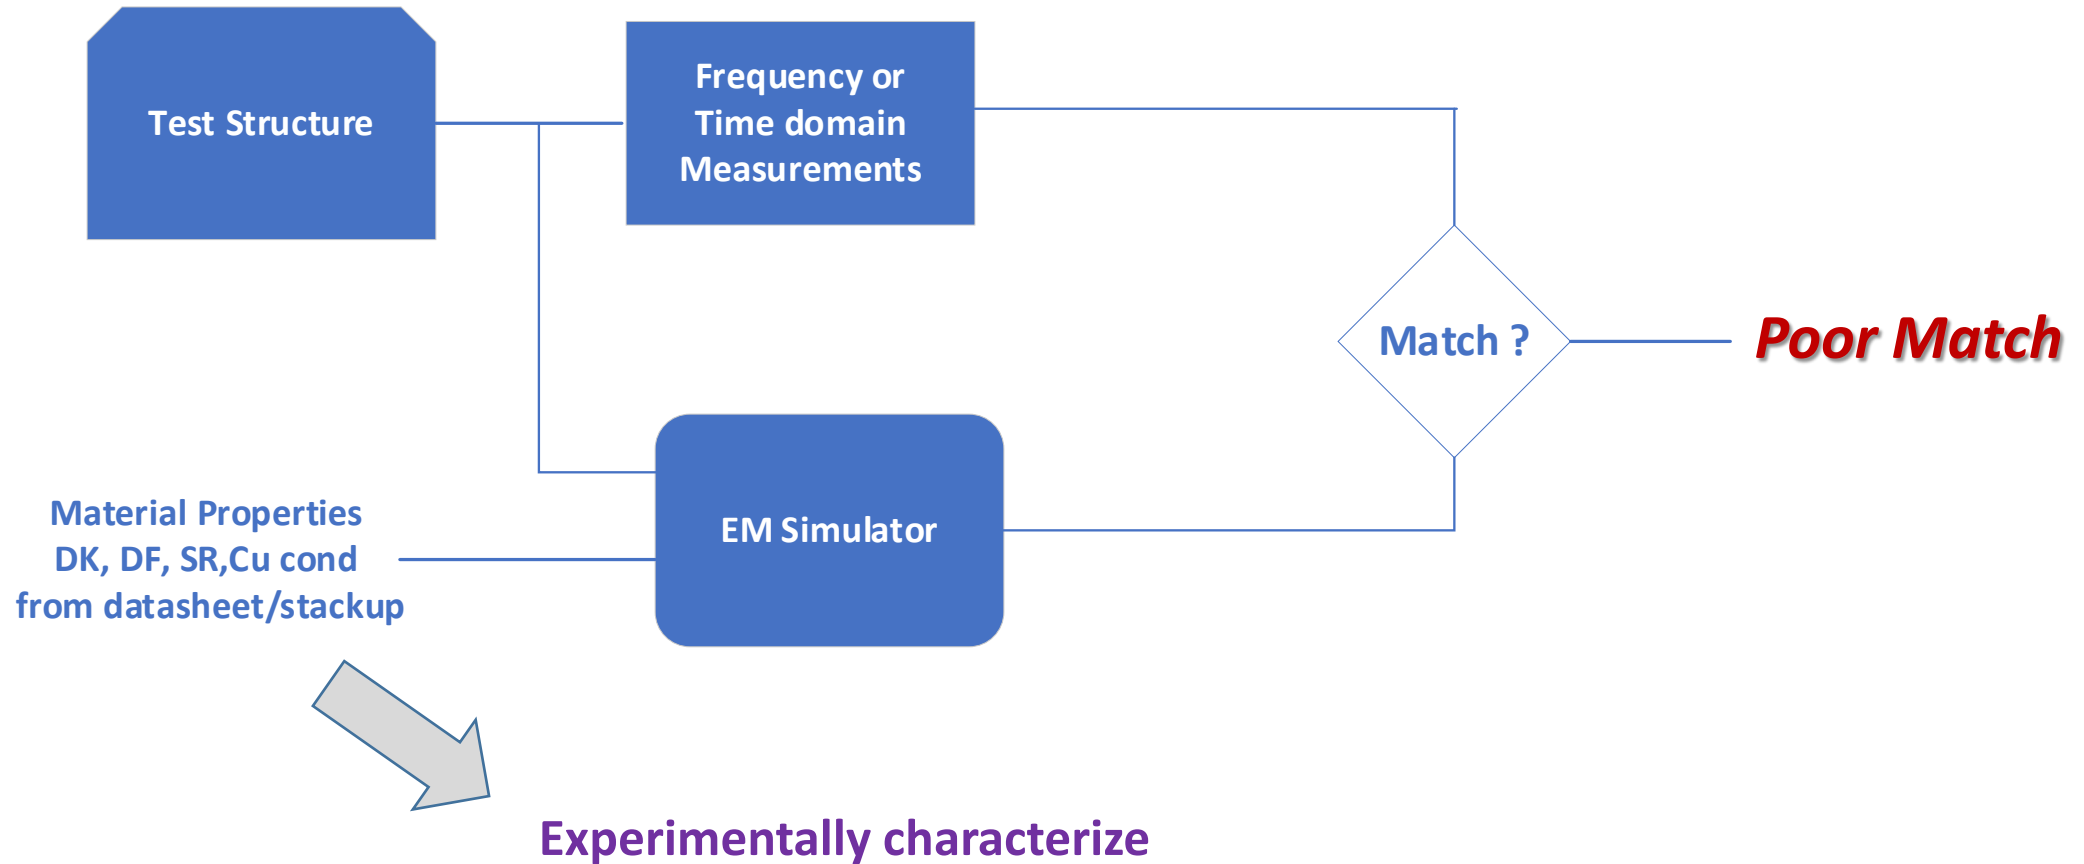 Test Structure
Frequency or
Time domain
Measurements
Match ?
Poor Match
EM Simulator
Material Properties
DK, DF, SR,Cu cond
from datasheet/stackup
Experimentally characterize